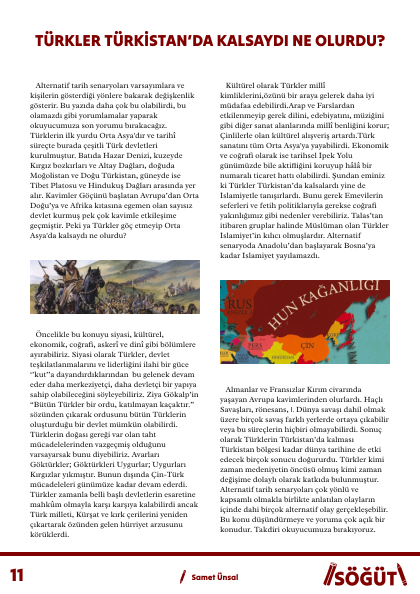 TÜRKLER TÜRKİSTAN'DA KALSAYDI NE OLURDU?
Alternatif tarih senaryoları varsayımlara ve
kişilerin gösterdiği yönlere bakarak değişkenlik
gösterir. Bu yazıda daha çok bu olabilirdi, bu
olamazdı gibi yorumlamalar yaparak
okuyucumuza son yorumu bırakacağız.
Türklerin ilk yurdu Orta Asya'dır ve tarihî
süreçte burada çeşitli Türk devletleri
kurulmuştur. Batıda Hazar Denizi, kuzeyde
Kırgız bozkırları ve Altay Dağları, doğuda
Moğolistan ve Doğu Türkistan, güneyde ise
Tibet Platosu ve Hindukuş Dağları arasında yer
alır. Kavimler Göçünü başlatan Avrupa'dan Orta
Doğu'ya ve Afrika kıtasına egemen olan sayısız
devlet kurmuş pek çok kavimle etkileşime
geçmiştir. Peki ya Türkler göç etmeyip Orta
Asya'da kalsaydı ne olurdu?
Öncelikle bu konuyu siyasi, kültürel,
ekonomik, coğrafi, askerî ve dinî gibi bölümlere
ayırabiliriz. Siyasi olarak Türkler, devlet
teşkilatlanmalarını ve liderliğini ilahi bir güce
"kut"a dayandırdıklarından bu gelenek devam
eder daha merkeziyetçi, daha devletçi bir yapıya
sahip olabileceğini söyleyebiliriz. Ziya Gökalp'in
"Bütün Türkler bir ordu, katılmayan kaçaktır."
sözünden çıkarak ordusunu bütün Türklerin
oluşturduğu bir devlet mümkün olabilirdi.
Türklerin doğası gereği var olan taht
mücadelelerinden vazgeçmiş olduğunu
varsayarsak bunu diyebiliriz. Avarları
Göktürkler; Göktürkleri Uygurlar; Uygurları
Kırgızlar yıkmıştır. Bunun dışında Çin–Türk
mücadeleleri günümüze kadar devam ederdi.
Türkler zamanla belli başlı devletlerin esaretine
mahkûm olmayla karşı karşıya kalabilirdi ancak
Türk milleti, Kürşat ve kırk çerilerini yeniden
çıkartarak özünden gelen hürriyet arzusunu
körüklerdi.
Kültürel olarak Türkler millî
kimliklerini,özünü bir araya gelerek daha iyi
müdafaa edebilirdi.Arap ve Farslardan
etkilenmeyip gerek dilini, edebiyatını, müziğini
gibi diğer sanat alanlarında millî benliğini korur;
Çinlilerle olan kültürel alışveriş artardı.Türk
sanatını tüm Orta Asya'ya yayabilirdi. Ekonomik
ve coğrafi olarak ise tarihsel İpek Yolu
günümüzde bile aktifliğini koruyup hâlâ bir
numaralı ticaret hattı olabilirdi. Şundan eminiz
ki Türkler Türkistan'da kalsalardı yine de
İslamiyetle tanışırlardı. Bunu gerek Emevilerin
seferleri ve fetih politiklarıyla gerekse coğrafi
yakınlığımız gibi nedenler verebiliriz. Talas'tan
itibaren gruplar halinde Müslüman olan Türkler
İslamiyet'in kılıcı olmuşlardır. Alternatif
senaryoda Anadolu'dan başlayarak Bosna'ya
kadar İslamiyet yayılamazdı.
RUS
HUN KAĞANLIĞI
PERS
ÇİN
Almanlar ve Fransızlar Kırım civarında
yaşayan Avrupa kavimlerinden olurlardı. Haçlı
Savaşları, rönesans, I. Dünya savaşı dahil olmak
üzere birçok savaş farklı yerlerde ortaya çıkabilir
veya bu süreçlerin hiçbiri olmayabilirdi. Sonuç
olarak Türklerin Türkistan'da kalması
Türkistan bölgesi kadar dünya tarihine de etki
edecek birçok sonucu doğururdu. Türkler kimi
zaman medeniyetin öncüsü olmuş kimi zaman
değişime dolaylı olarak katkıda bulunmuştur.
Alternatif tarih senaryoları çok yönlü ve
kapsamlı olmakla birlikte anlatılan olayların
içinde dahi birçok alternatif olay gerçekleşebilir.
Bu konu düşündürmeye ve yoruma çok açık bir
konudur. Takdiri okuyucumuza bırakıyoruz.
11
Samet Ünsal
SÖĞÜT